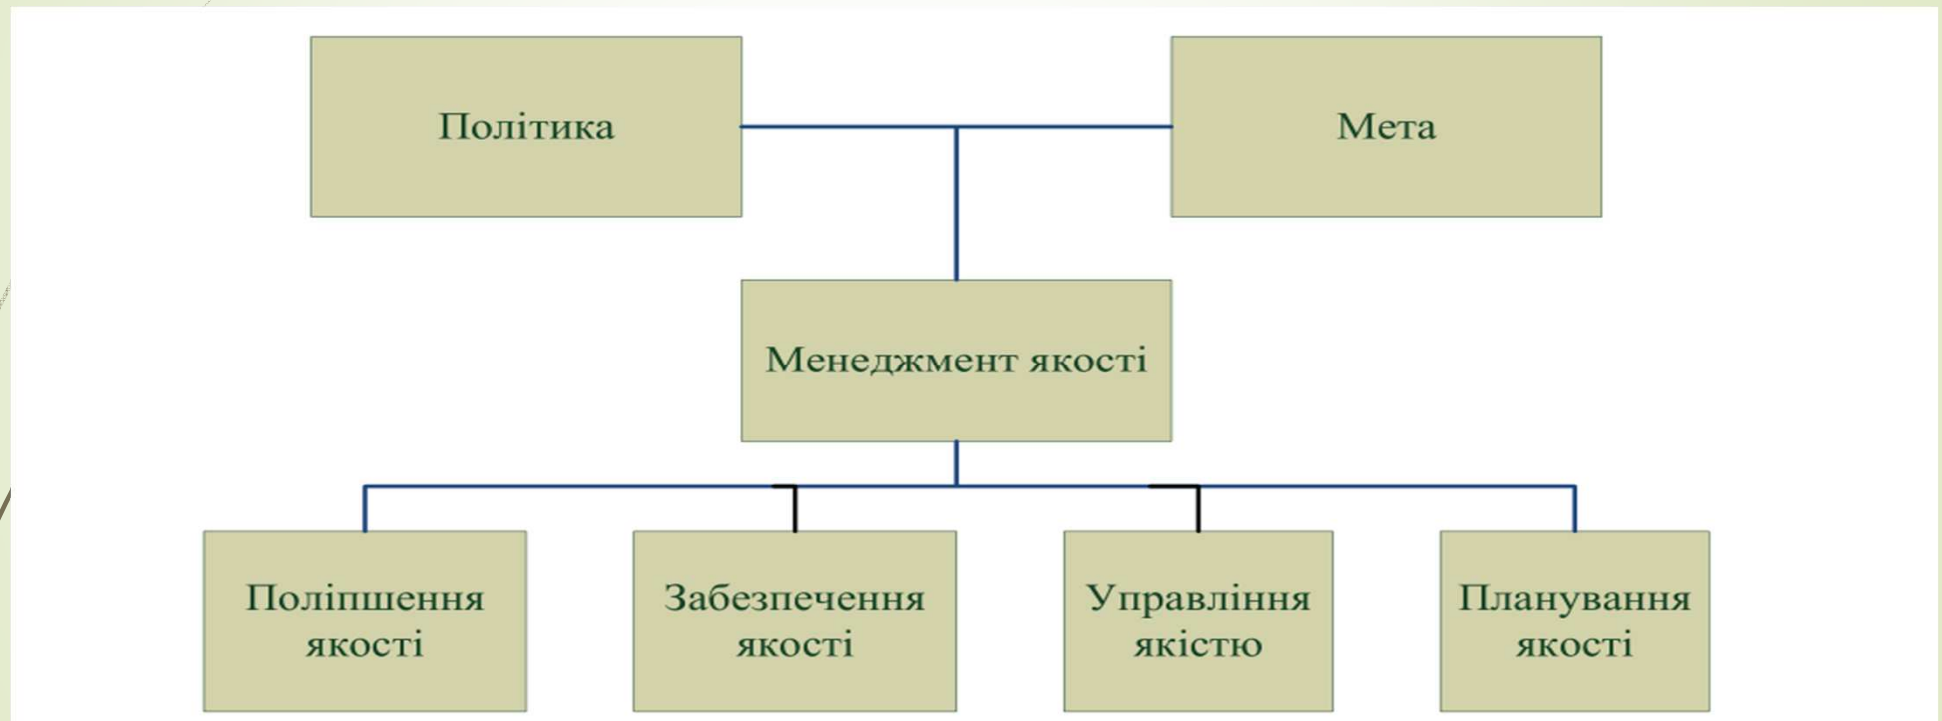 Політика
Мета
Менеджмент якості
Поліпшення
якості
Забезпечення
якості
Управління
якістю
Планування
якості